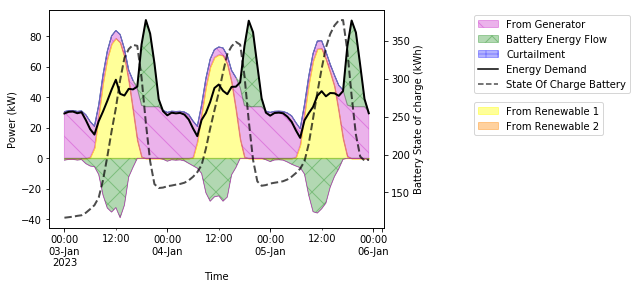 80
60
40
20
0
−20
−40
Power (kW)
350
300
250
200
150
Battery State of charge (kWh)
00:00
03-Jan
2023
12:00
00:00
04-Jan
12:00
00:00
05-Jan
12:00
00:00
06-Jan
Time
From Generator
Battery Energy Flow
Curtailment
Energy Demand
State Of Charge Battery
From Renewable 1
From Renewable 2